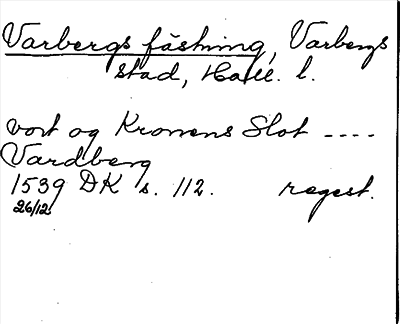 Varbergs fästning, Varbergs
stad, Hall. l.
vort og Kronens Slot ----
Vardberg
1539 DK s. 112. regest.
26/12